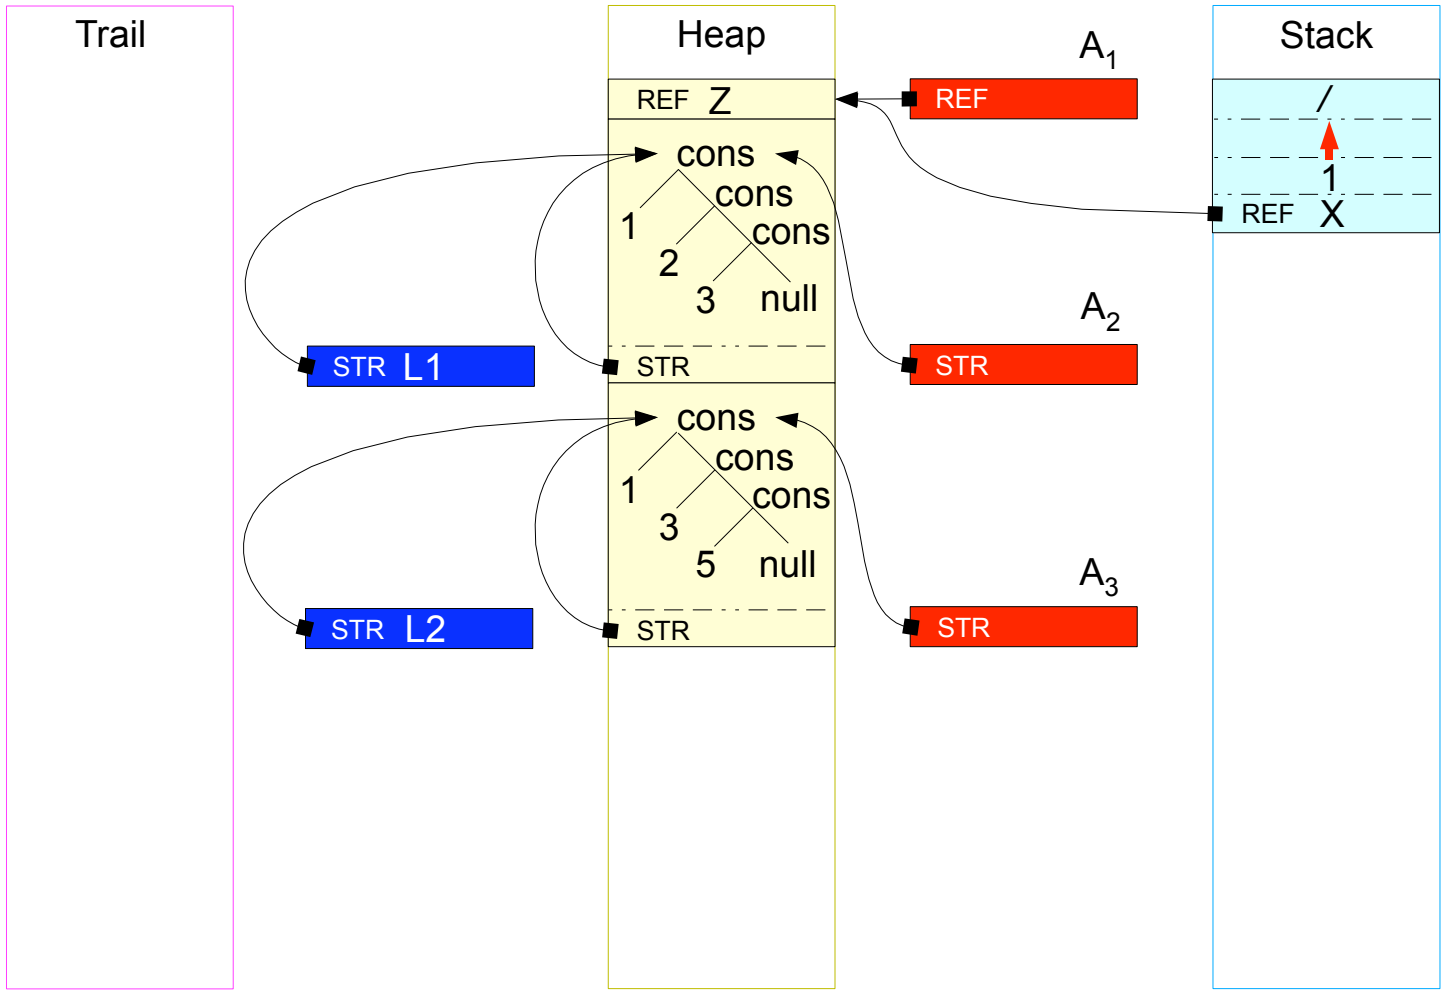 Trail
Heap
Stack
A1
REF Z
REF
/
cons
1
cons
2
cons
3
null
1
REF X
A2
STR L1
STR
STR
cons
1
cons
3
cons
5
null
A3
STR L2
STR
STR